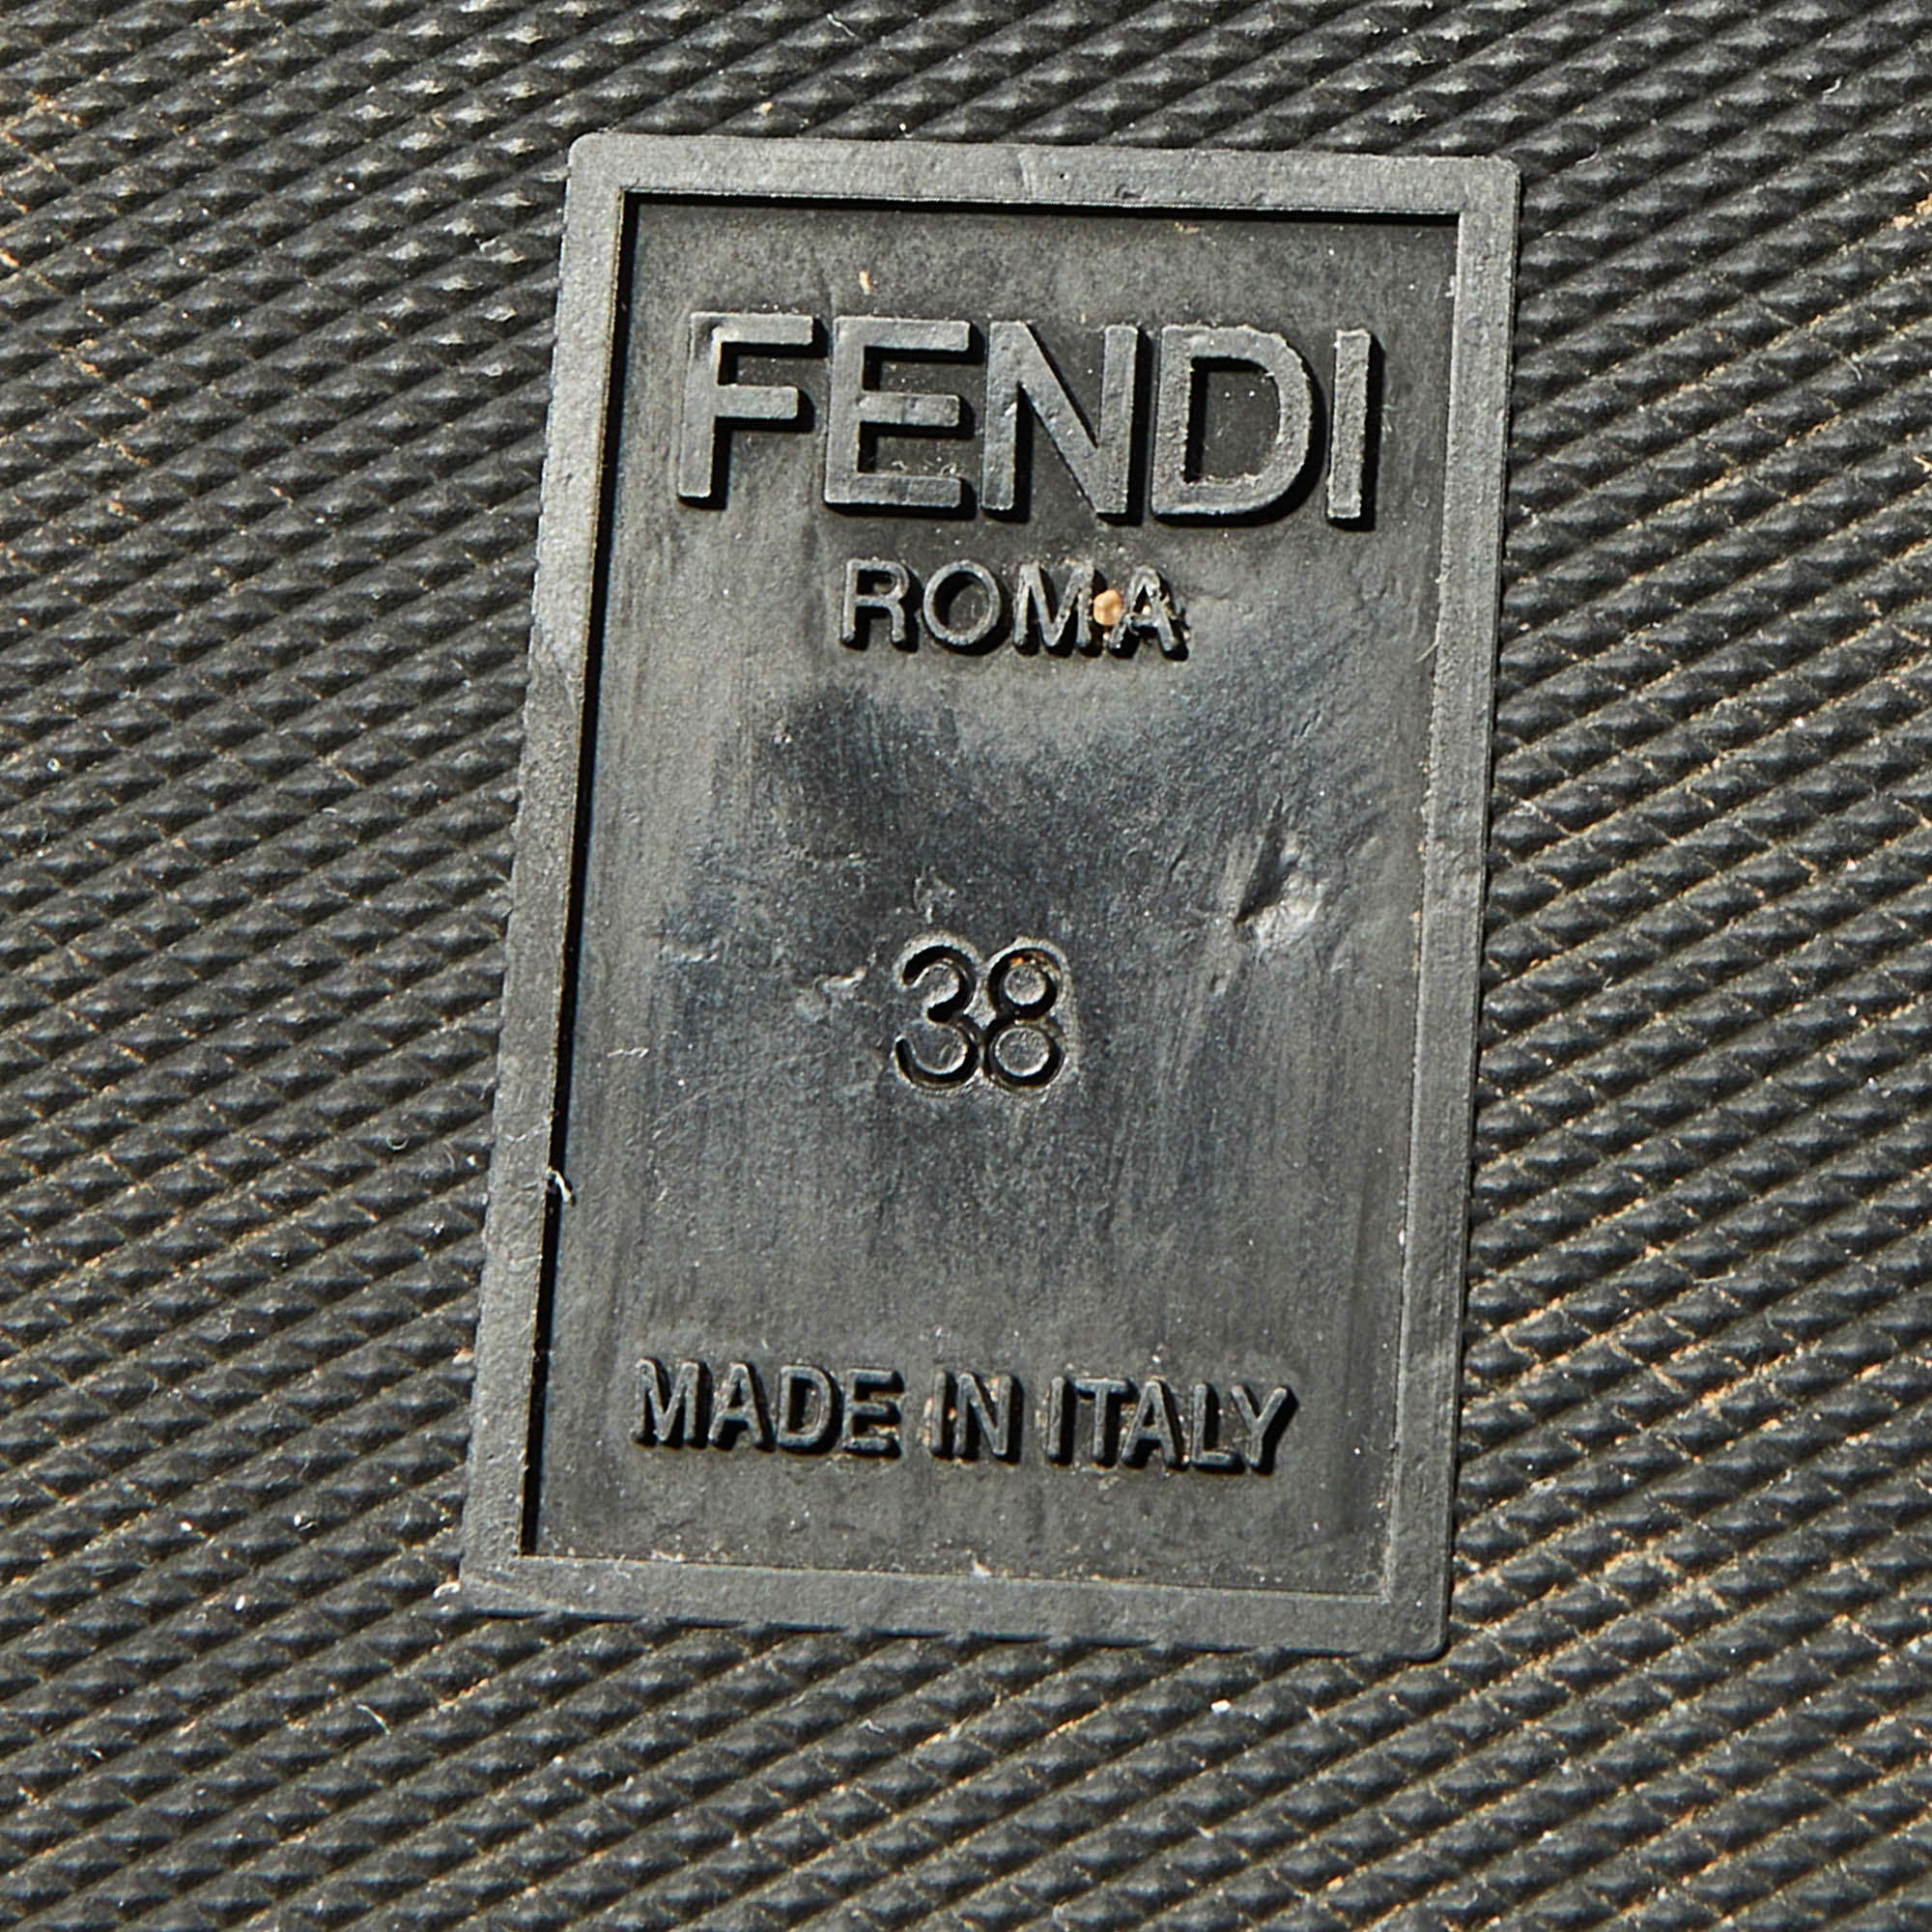 FENDI
ROMA
38
MADE IN ITALY